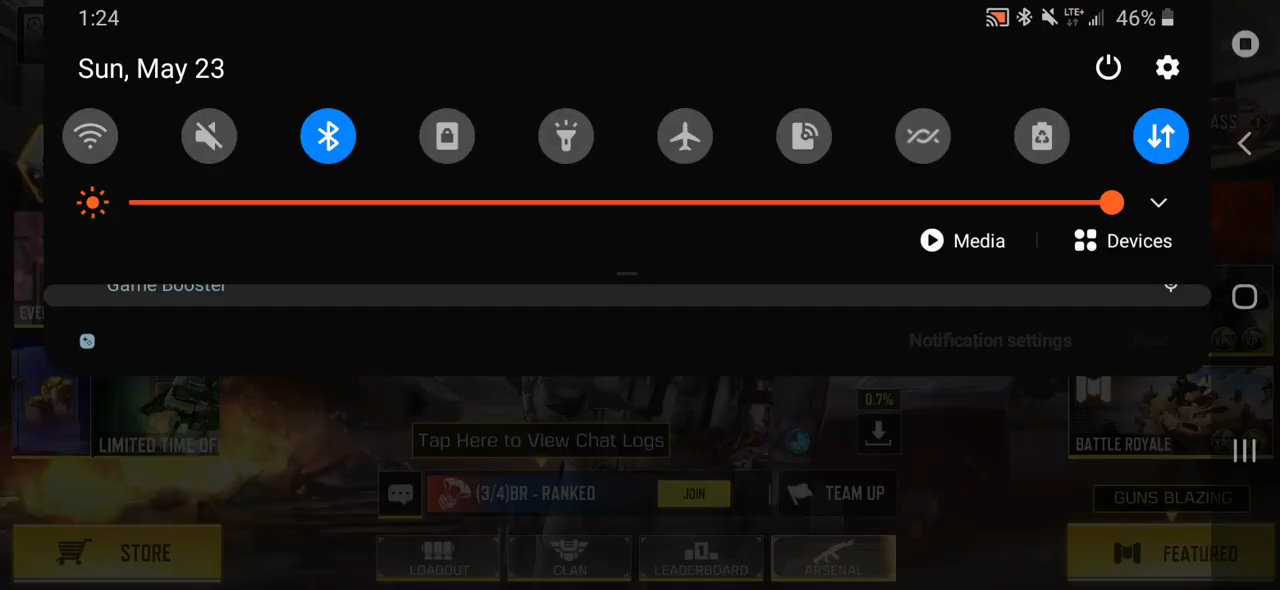 1:24
LTE+
46%
Sun, May 23
Media
Devices
Game Booster
Notification settings
ASS
EVE
LIMITED TIME OF
0.7%
Tap Here to View Chat Logs
BATTLE ROYALE
(3/4)BR - RANKED
JOIN
TEAM UP
GUNS BLAZING
STORE
FEATURED
LOADOUT
CLAN
LEADERBOARD
ARSENAL